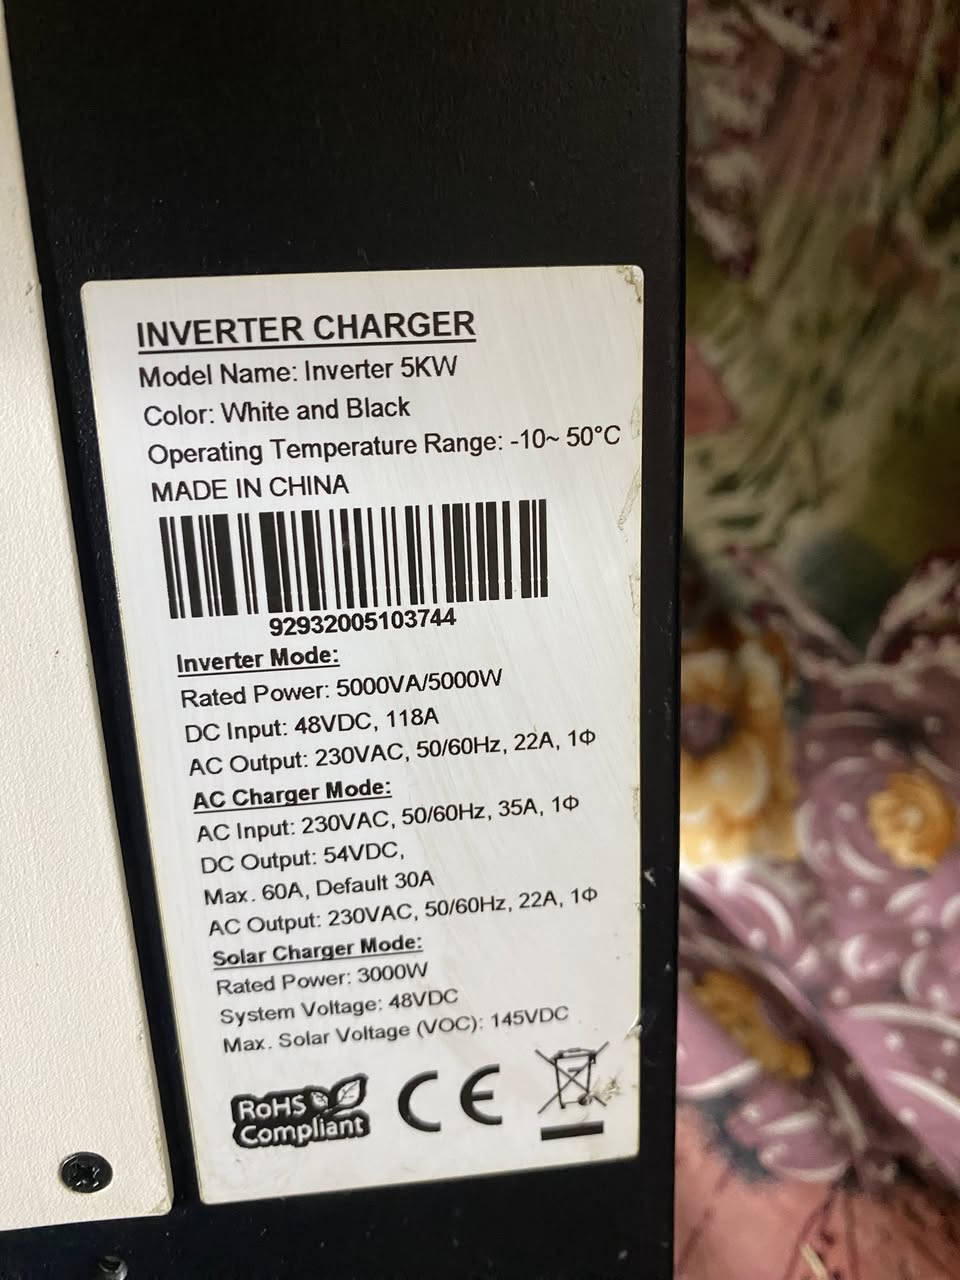 INVERTER CHARGER
Model Name: Inverter 5KW
Color: White and Black
Operating Temperature Range: -10~ 50°C
MADE IN CHINA
92932005103744
Inverter Mode:
Rated Power: 5000VA/5000W
DC Input: 48VDC, 118A
AC Output: 230VAC, 50/60Hz, 22A, 1Φ
AC Charger Mode:
AC Input: 230VAC, 50/60Hz, 35A, 1Φ
DC Output: 54VDC,
Max. 60A, Default 30A
AC Output: 230VAC, 50/60Hz, 22A, 1Φ
Solar Charger Mode:
Rated Power: 3000W
System Voltage: 48VDC
Max. Solar Voltage (VOC): 145VDC
RoHS
Compliant
CE